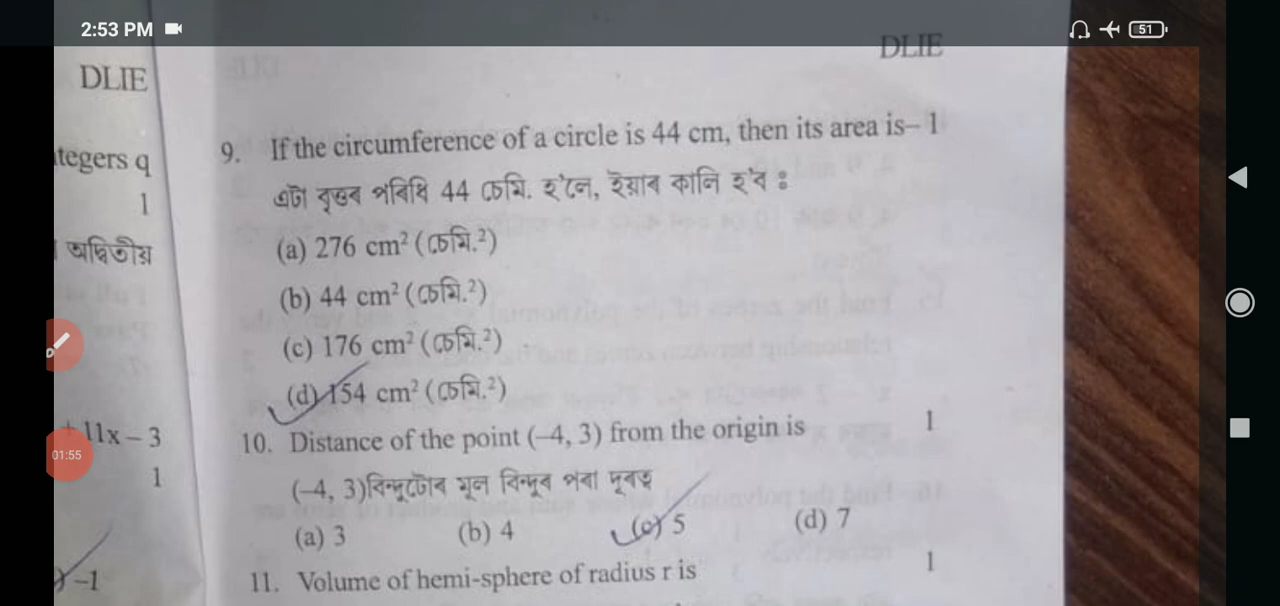 2:53 PM
51
DLIE
tegers q
1
অদ্বিতীয়
+ 11x – 3
01:55
1
–1
DLIE
9. If the circumference of a circle is 44 cm, then its area is– 1
এটা বৃত্তৰ পৰিধি 44 চেমি. হ'লে, ইয়াৰ কালি হ'ব :
(a) 276 cm² (চেমি.²)
(b) 44 cm² (চেমি.²)
(c) 176 cm² (চেমি.²)
(d) 154 cm² (চেমি.²)
10. Distance of the point (–4, 3) from the origin is 1
(–4, 3)বিন্দুটোৰ মূল বিন্দুৰ পৰা দূৰত্ব
(a) 3 (b) 4 (c) 5 (d) 7
11. Volume of hemi-sphere of radius r is 1